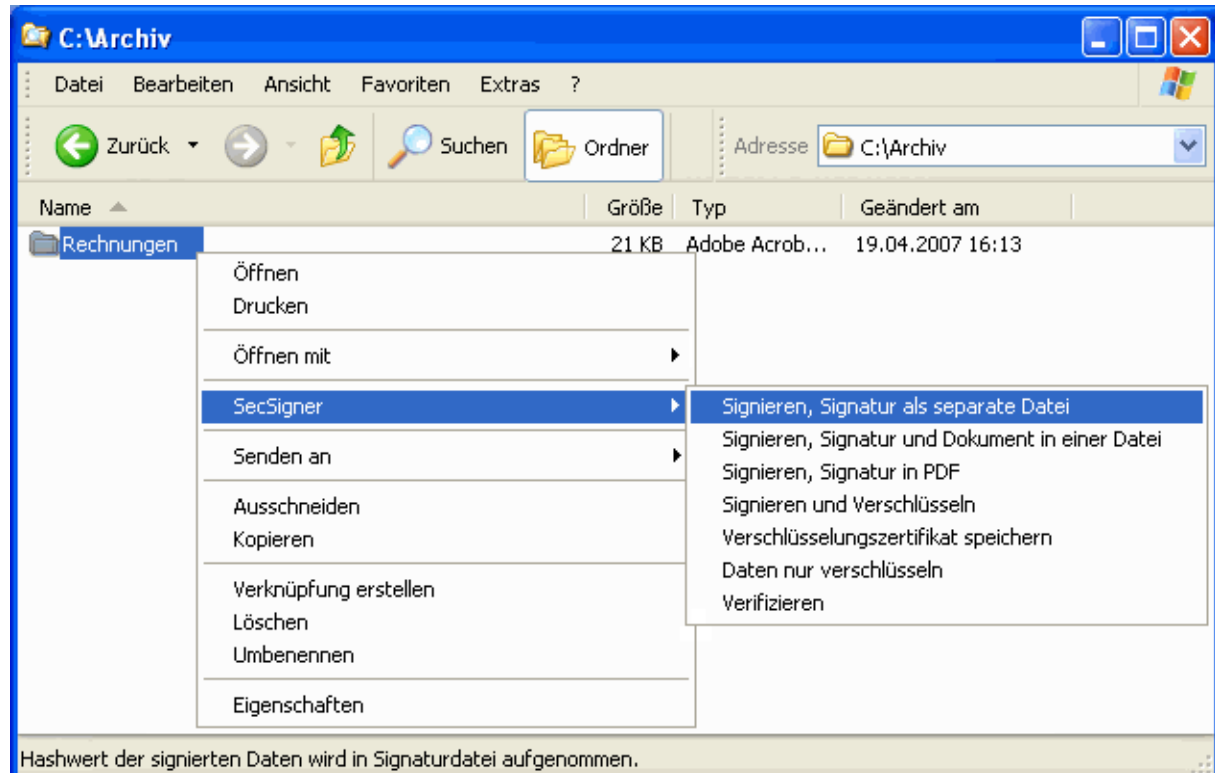 C:\Archiv
Datei Bearbeiten Ansicht Favoriten Extras ?
Zurück Suchen Ordner Adresse C:\Archiv
Name Größe Typ Geändert am
Rechnungen 21 KB Adobe Acrob... 19.04.2007 16:13
Öffnen
Drucken
Öffnen mit
SecSigner
Senden an
Ausschneiden
Kopieren
Verknüpfung erstellen
Löschen
Umbenennen
Eigenschaften
Signieren, Signatur als separate Datei
Signieren, Signatur und Dokument in einer Datei
Signieren, Signatur in PDF
Signieren und Verschlüsseln
Verschlüsselungszertifikat speichern
Daten nur verschlüsseln
Verifizieren
Hashwert der signierten Daten wird in Signaturdatei aufgenommen.